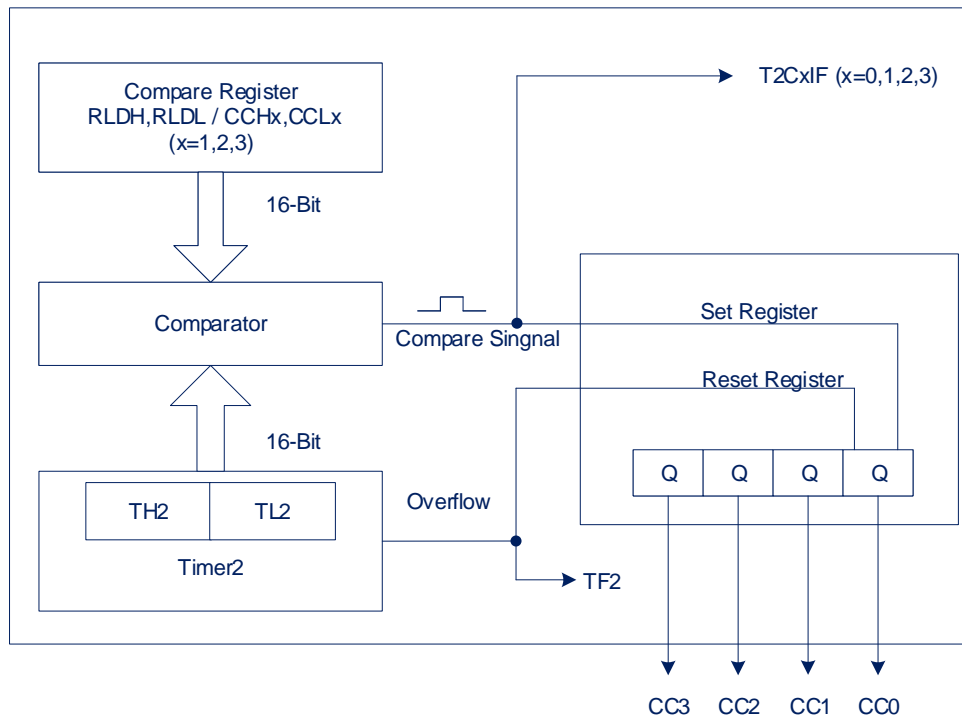 Compare Register
RLDH,RLDL / CCHx,CCLx
(x=1,2,3)
T2CxIF (x=0,1,2,3)
16-Bit
Comparator
Compare Singnal
Set Register
Reset Register
16-Bit
TH2
TL2
Timer2
Overflow
TF2
Q
Q
Q
Q
CC3
CC2
CC1
CC0